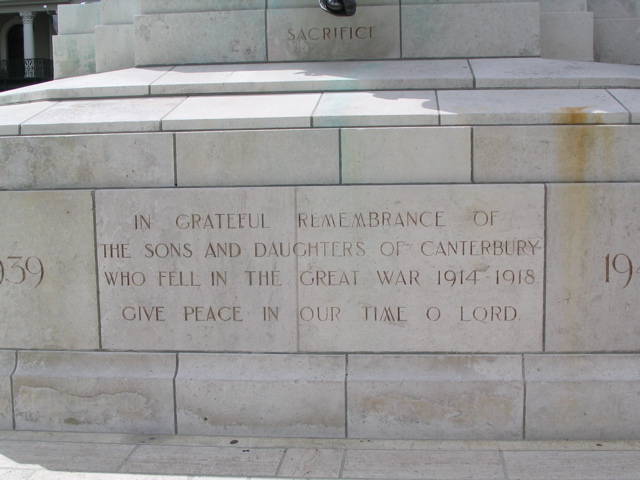 SACRIFICE
IN GRATEFUL REMEMBRANCE OF
THE SONS AND DAUGHTERS OF CANTERBURY
WHO FELL IN THE GREAT WAR 1914-1918.
GIVE PEACE IN OUR TIME O LORD.